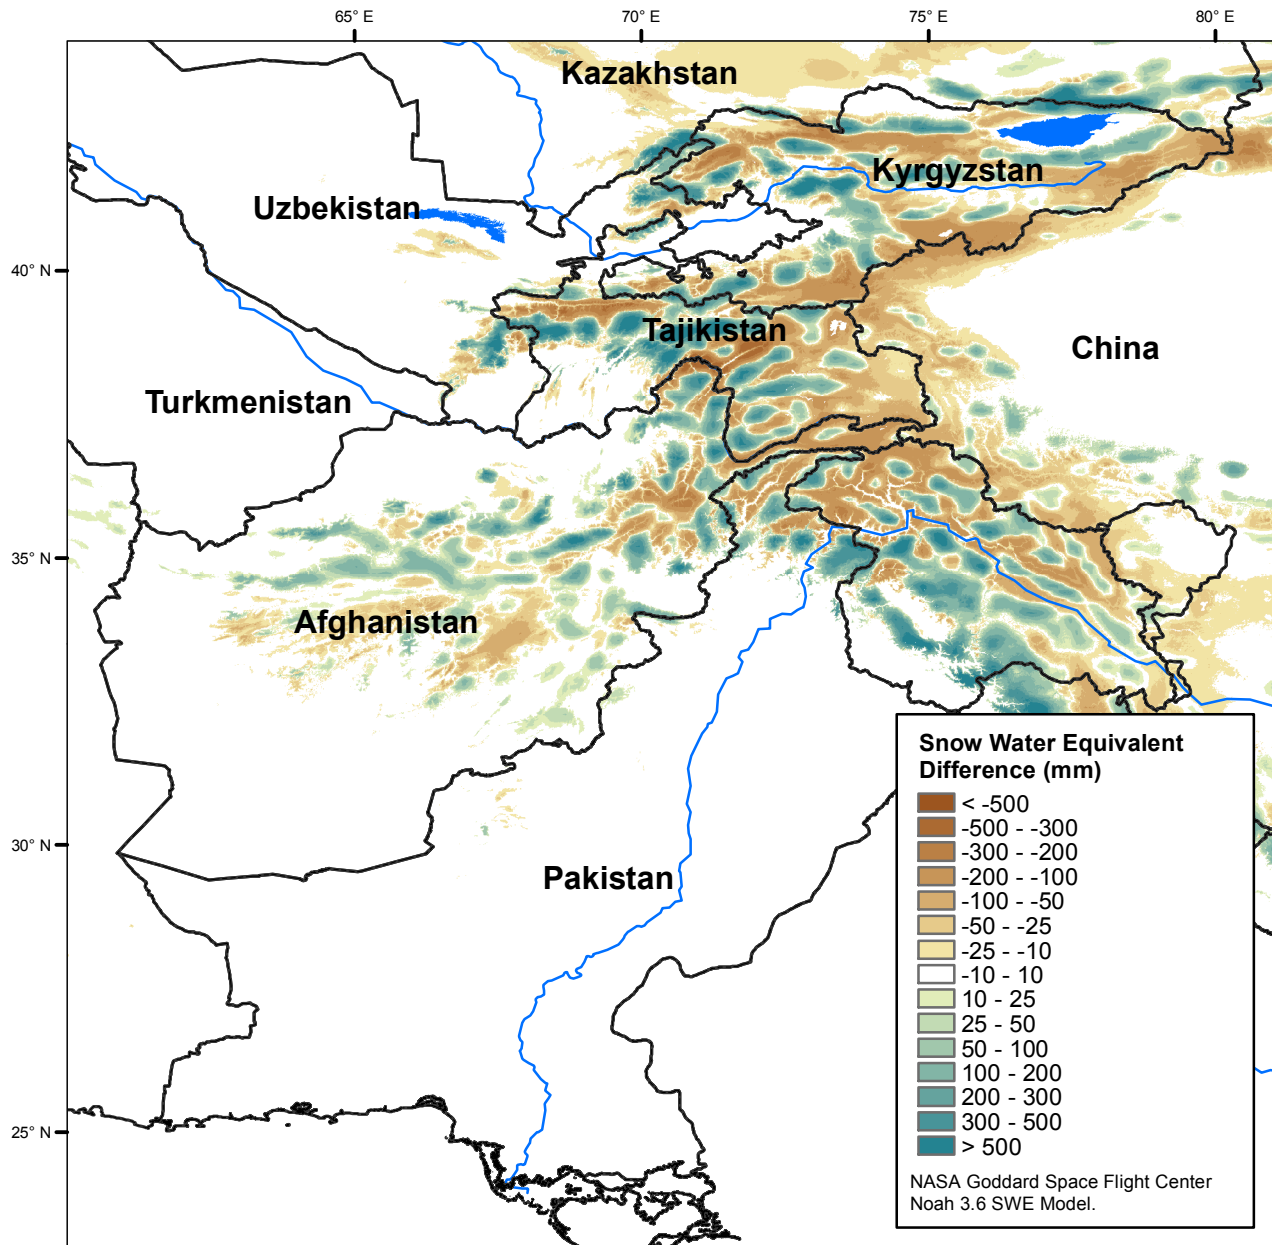 65° E
70° E
75° E
80° E
Kazakhstan
Kyrgyzstan
Uzbekistan
40° N
Tajikistan
China
Turkmenistan
35° N
Afghanistan
Snow Water Equivalent
Difference (mm)
< -500
-500 - -300
-300 - -200
-200 - -100
-100 - -50
-50 - -25
-25 - -10
-10 - 10
10 - 25
25 - 50
50 - 100
100 - 200
200 - 300
300 - 500
> 500
NASA Goddard Space Flight Center
Noah 3.6 SWE Model.
30° N
Pakistan
25° N